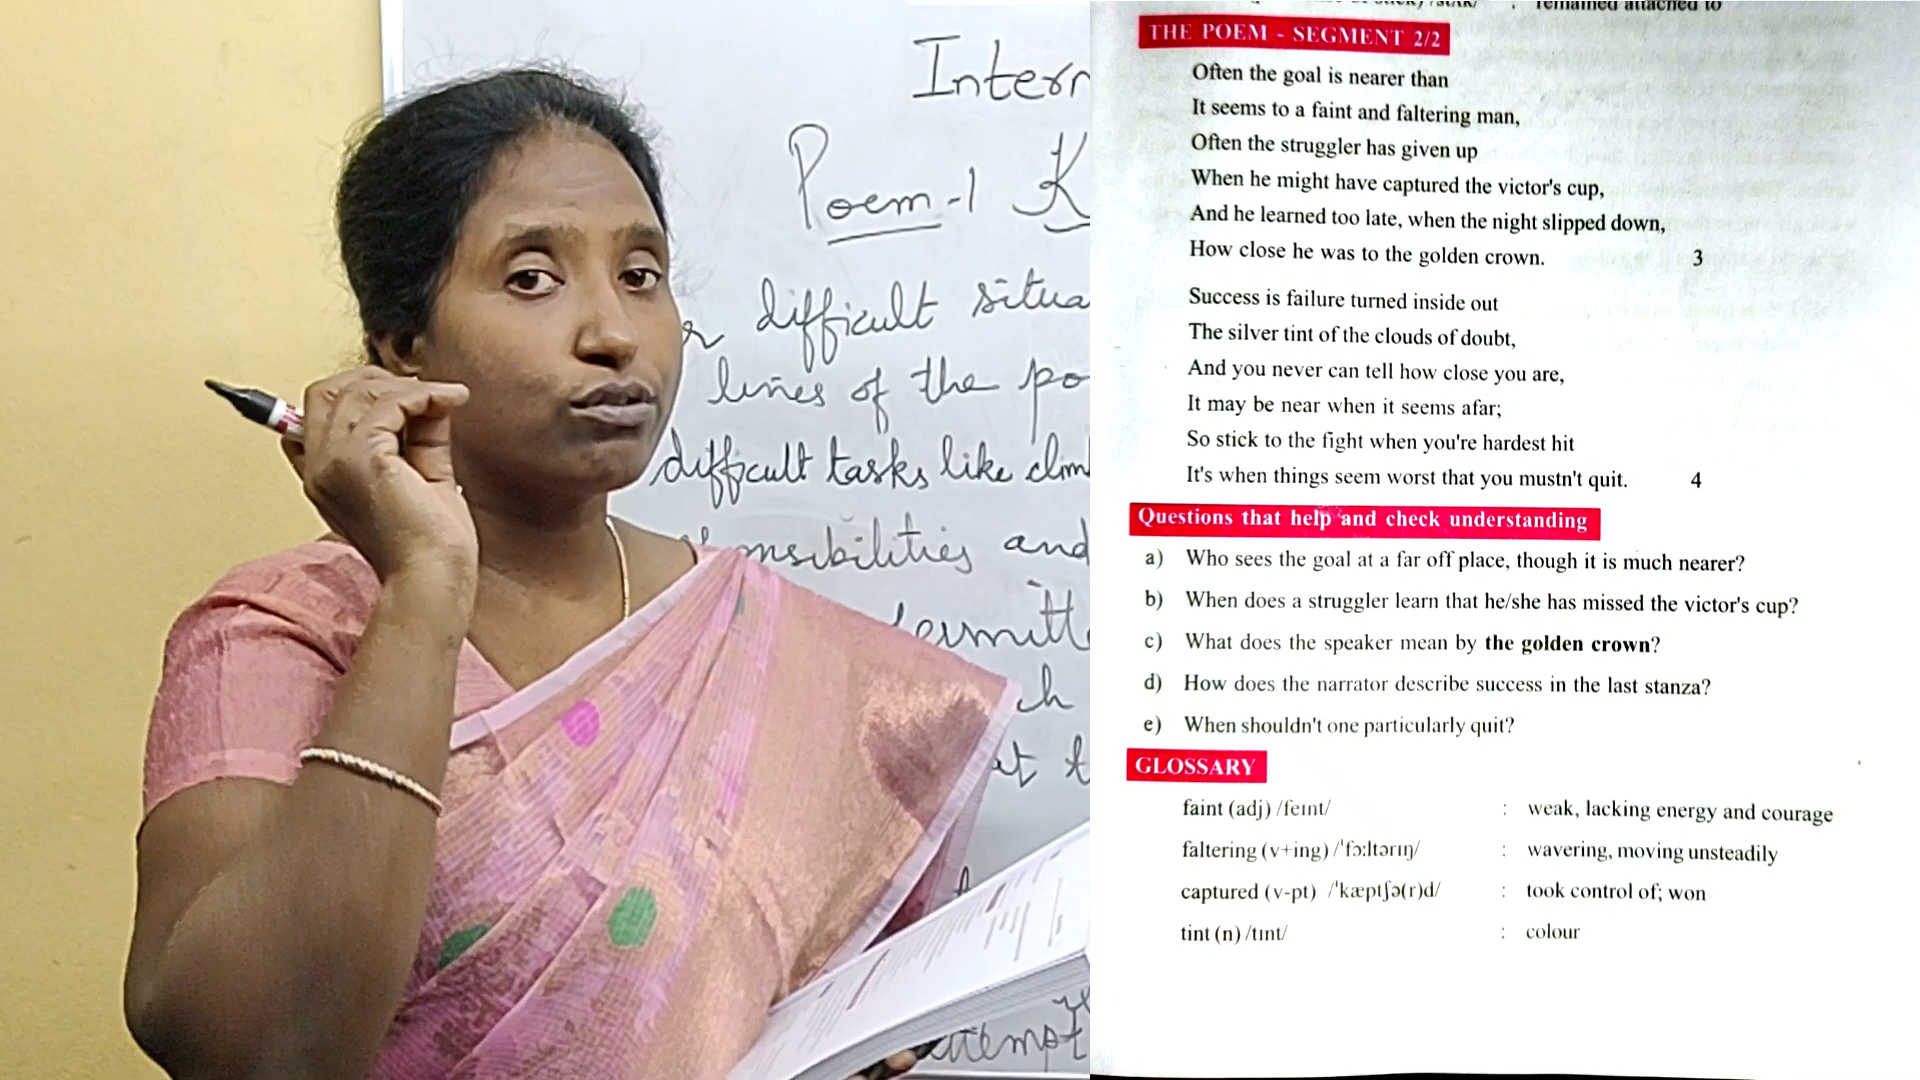 Poem-1 K
difficult
lines of the
difficult tasks like
and
attempt
remained attached to
THE POEM - SEGMENT 2/2
Often the goal is nearer than
It seems to a faint and faltering man,
Often the struggler has given up
When he might have captured the victor's cup,
And he learned too late, when the night slipped down,
How close he was to the golden crown. 3
Success is failure turned inside out
The silver tint of the clouds of doubt,
And you never can tell how close you are,
It may be near when it seems afar;
So stick to the fight when you're hardest hit
It's when things seem worst that you mustn't quit. 4
Questions that help and check understanding
a) Who sees the goal at a far off place, though it is much nearer?
b) When does a struggler learn that he/she has missed the victor's cup?
c) What does the speaker mean by the golden crown?
d) How does the narrator describe success in the last stanza?
e) When shouldn't one particularly quit?
GLOSSARY
faint (adj) /feɪnt/ : weak, lacking energy and courage
faltering (v+ing) /'fɔːltərɪŋ/ : wavering, moving unsteadily
captured (v-pt) /'kæptʃə(r)d/ : took control of; won
tint (n) /tɪnt/ : colour